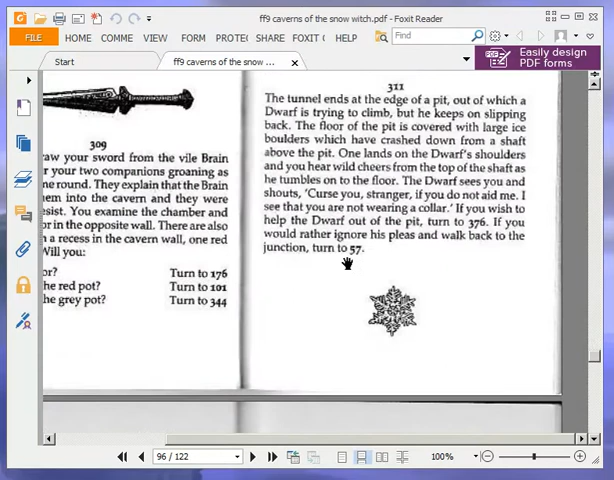 ff9 caverns of the snow witch.pdf - Foxit Reader
FILE HOME COMME VIEW FORM PROTE SHARE FOXIT HELP Find
Start ff9 caverns of the snow ... Easily design
PDF forms
309
raw your sword from the vile Brain
r your two companions groaning as
me round. They explain that the Brain
em into the cavern and they were
esist. You examine the chamber and
or in the opposite wall. There are also
n a recess in the cavern wall, one red
Will you:
or? Turn to 176
he red pot? Turn to 101
he grey pot? Turn to 344
311
The tunnel ends at the edge of a pit, out of which a
Dwarf is trying to climb, but he keeps on slipping
back. The floor of the pit is covered with large ice
boulders which have crashed down from a shaft
above the pit. One lands on the Dwarf's shoulders
and you hear wild cheers from the top of the shaft as
he tumbles on to the floor. The Dwarf sees you and
shouts, 'Curse you, stranger, if you do not aid me. I
see that you are not wearing a collar.' If you wish to
help the Dwarf out of the pit, turn to 376. If you
would rather ignore his pleas and walk back to the
junction, turn to 57.
96 / 122 100%